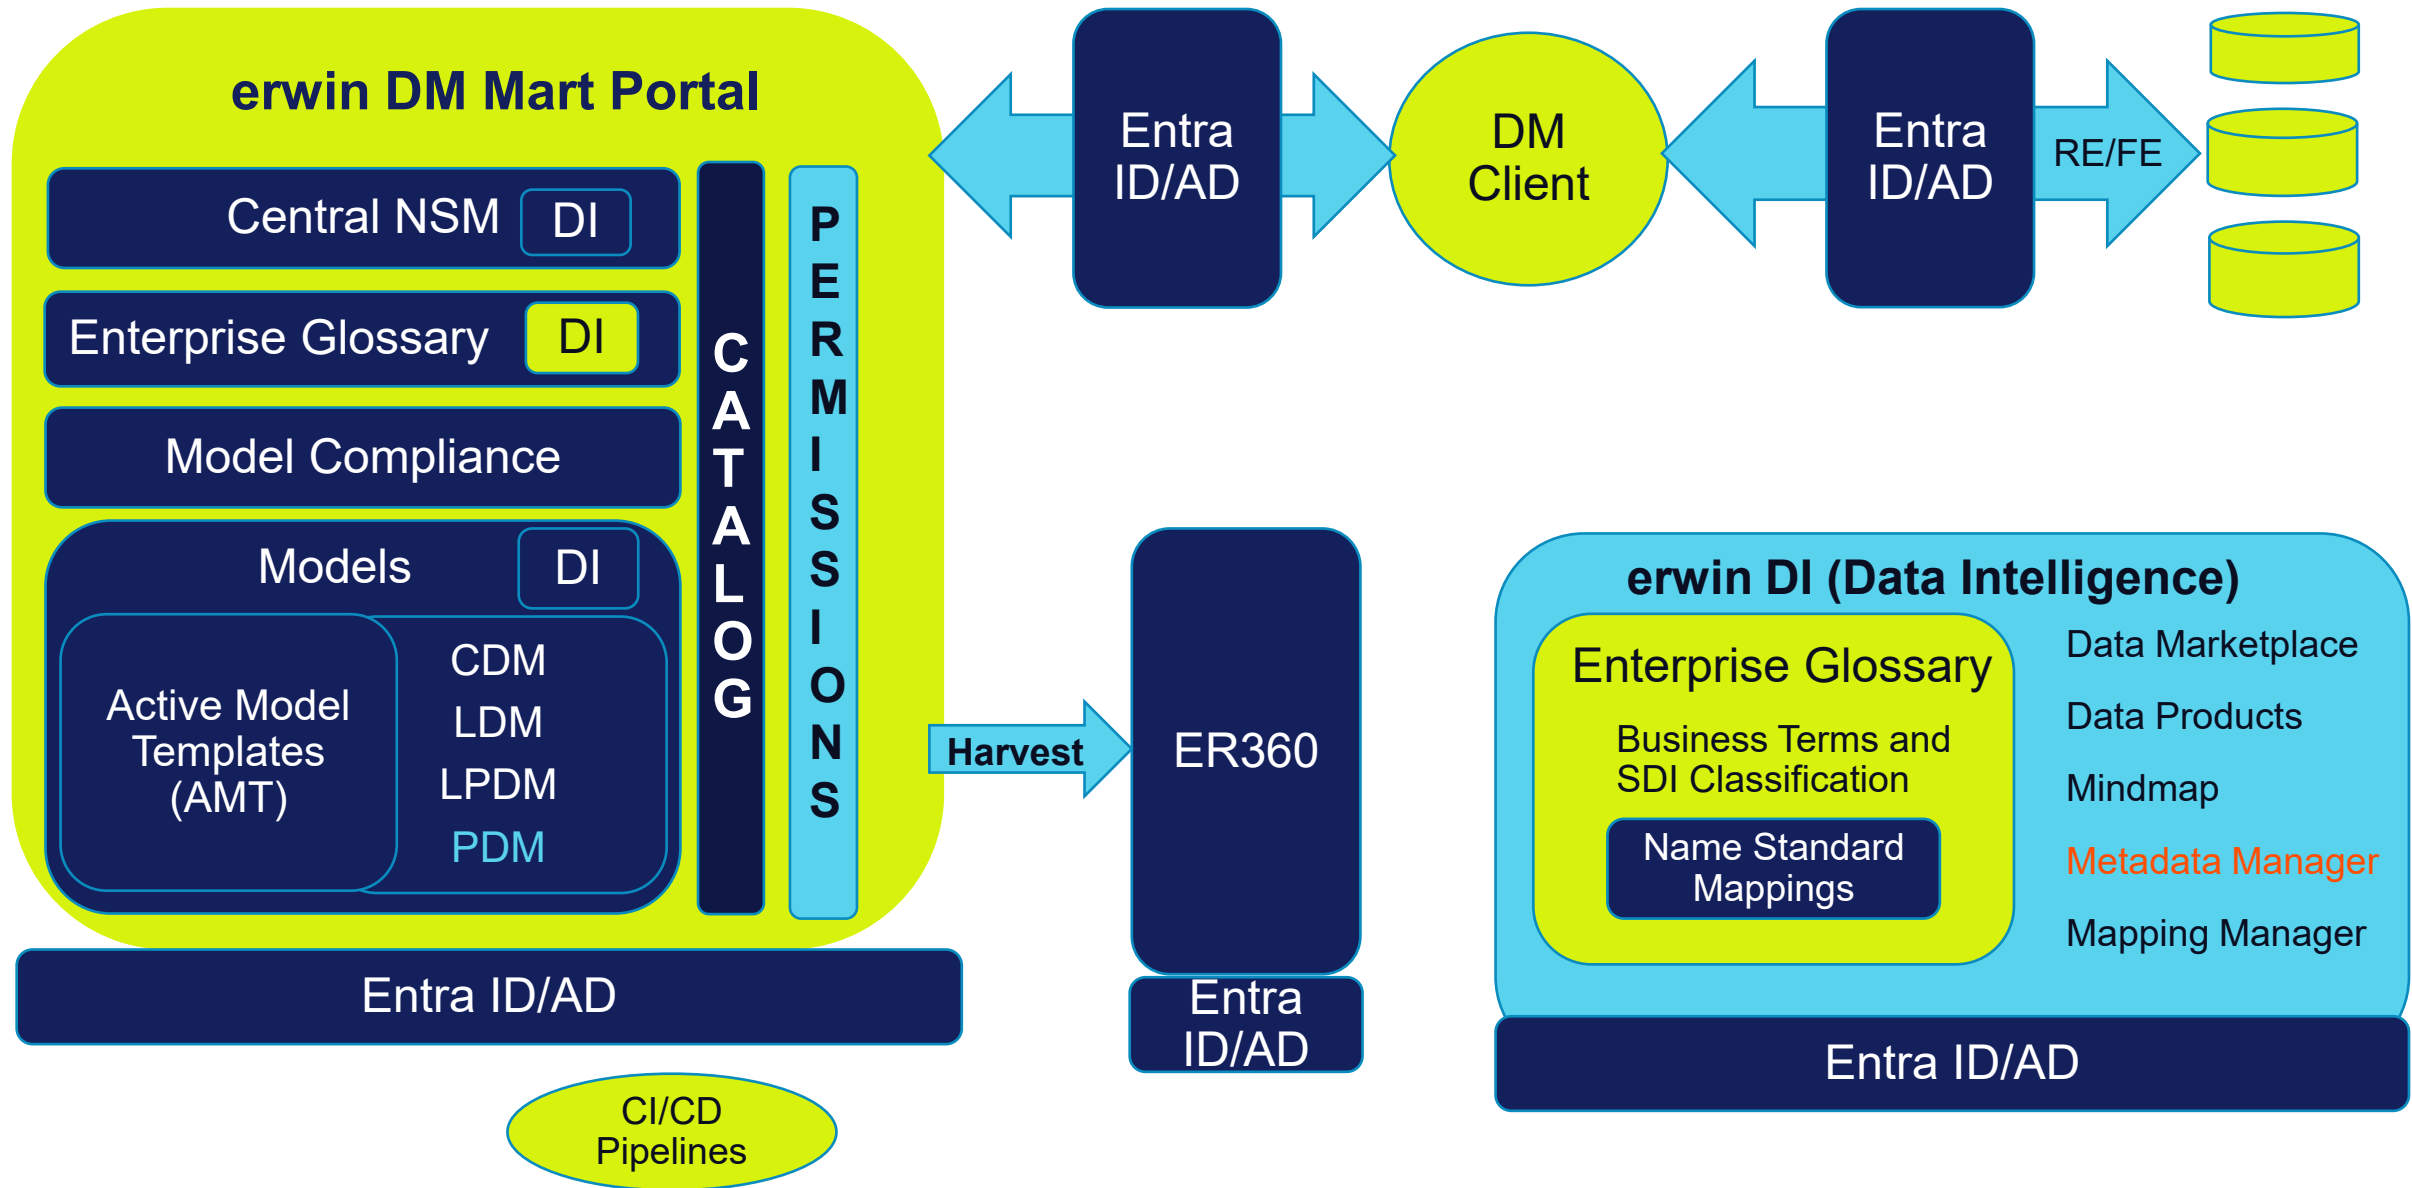 erwin DM Mart Portal
Central NSM
DI
Enterprise Glossary
DI
Model Compliance
Models
DI
Active Model
Templates
(AMT)
CDM
LDM
LPDM
PDM
CATALOG
PERMISSIONS
Entra ID/AD
CI/CD
Pipelines
Entra
ID/AD
DM
Client
Entra
ID/AD
RE/FE
Harvest
ER360
Entra
ID/AD
erwin DI (Data Intelligence)
Enterprise Glossary
Business Terms and
SDI Classification
Name Standard
Mappings
Data Marketplace
Data Products
Mindmap
Metadata Manager
Mapping Manager
Entra ID/AD